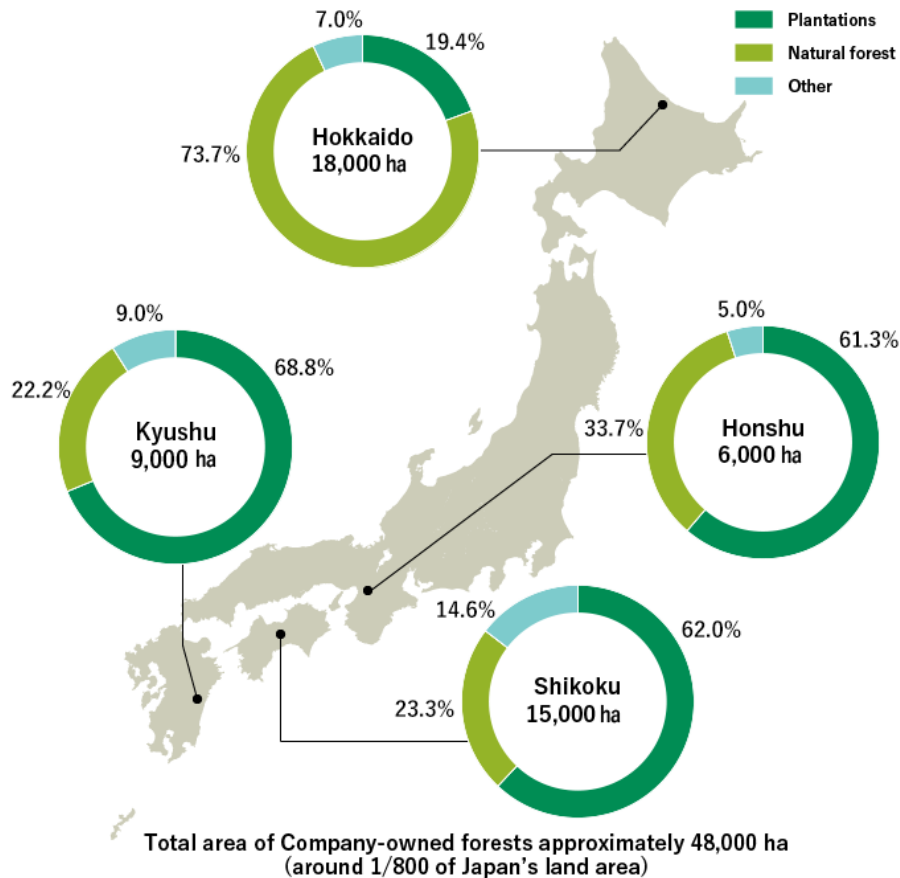 Plantations
Natural forest
Other
7.0%
19.4%
73.7%
Hokkaido
18,000 ha
9.0%
68.8%
22.2%
Kyushu
9,000 ha
5.0%
61.3%
33.7%
Honshu
6,000 ha
14.6%
62.0%
23.3%
Shikoku
15,000 ha
Total area of Company-owned forests approximately 48,000 ha
(around 1/800 of Japan's land area)